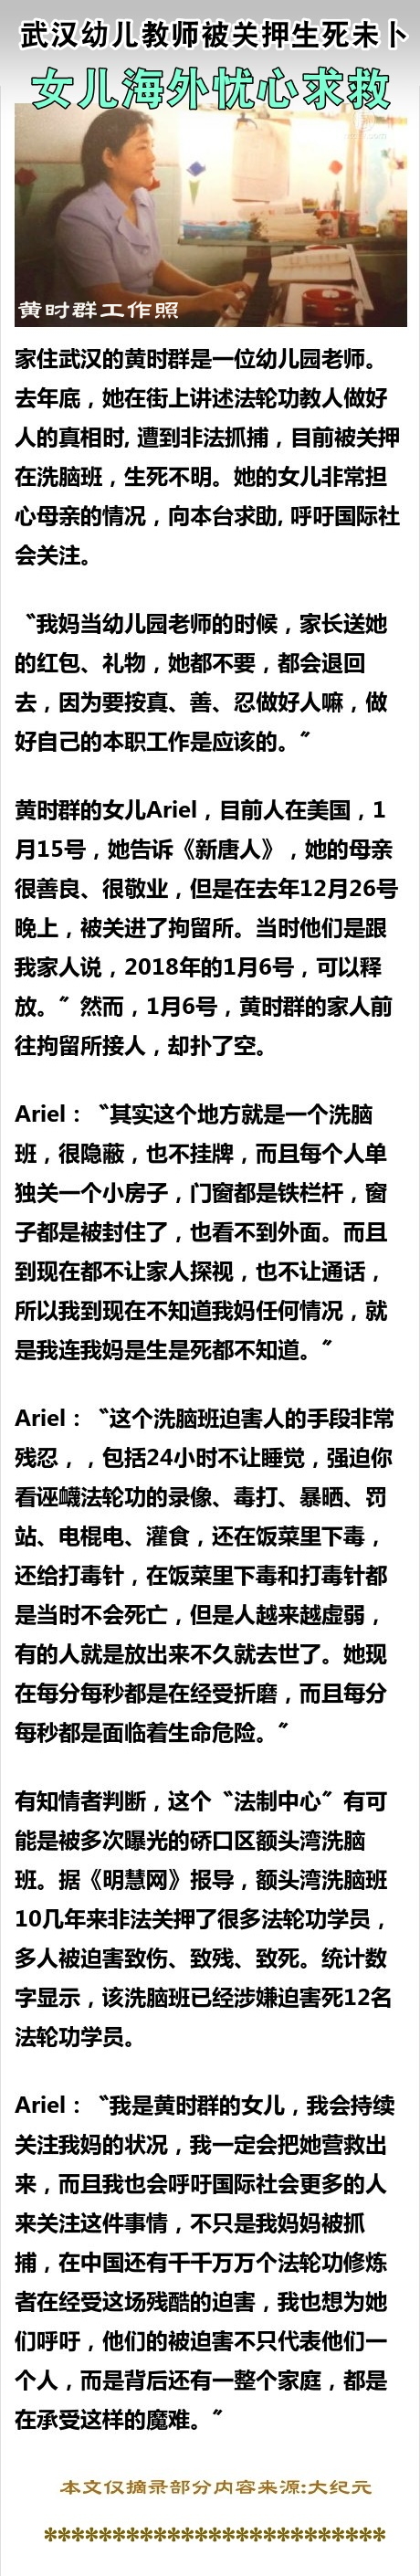 武汉幼儿教师被关押生死未卜
女儿海外忧心求救
黄时群工作照
家住武汉的黄时群是一位幼儿园老师。
去年底，她在街上讲述法轮功教人做好
人的真相时, 遭到非法抓捕，目前被关押
在洗脑班，生死不明。她的女儿非常担
心母亲的情况，向本台求助, 呼吁国际社
会关注。
〝我妈当幼儿园老师的时候，家长送她
的红包、礼物，她都不要，都会退回
去，因为要按真、善、忍做好人嘛，做
好自己的本职工作是应该的。〞
黄时群的女儿Ariel，目前人在美国，1
月15号，她告诉《新唐人》，她的母亲
很善良、很敬业，但是在去年12月26号
晚上，被关进了拘留所。当时他们是跟
我家人说，2018年的1月6号，可以释
放。〞然而，1月6号，黄时群的家人前
往拘留所接人，却扑了空。
Ariel：〝其实这个地方就是一个洗脑
班，很隐蔽，也不挂牌，而且每个人单
独关一个小房子，门窗都是铁栏杆，窗
子都是被封住了，也看不到外面。而且
到现在都不让家人探视，也不让通话，
所以我到现在不知道我妈任何情况，就
是我连我妈是生是死都不知道。〞
Ariel：〝这个洗脑班迫害人的手段非常
残忍，，包括24小时不让睡觉，强迫你
看诬衊法轮功的录像、毒打、暴晒、罚
站、电棍电、灌食，还在饭菜里下毒，
还给打毒针，在饭菜里下毒和打毒针都
是当时不会死亡，但是人越来越虚弱，
有的人就是放出来不久就去世了。她现
在每分每秒都是在经受折磨，而且每分
每秒都是面临着生命危险。〞
有知情者判断，这个〝法制中心〞有可
能是被多次曝光的硚口区额头湾洗脑
班。据《明慧网》报导，额头湾洗脑班
10几年来非法关押了很多法轮功学员，
多人被迫害致伤、致残、致死。统计数
字显示，该洗脑班已经涉嫌迫害死12名
法轮功学员。
Ariel：〝我是黄时群的女儿，我会持续
关注我妈的状况，我一定会把她营救出
来，而且我也会呼吁国际社会更多的人
来关注这件事情，不只是我妈妈被抓
捕，在中国还有千千万万个法轮功修炼
者在经受这场残酷的迫害，我也想为她
们呼吁，他们的被迫害不只代表他们一
个人，而是背后还有一整个家庭，都是
在承受这样的魔难。〞
本文仅摘录部分内容来源:大纪元
*************************